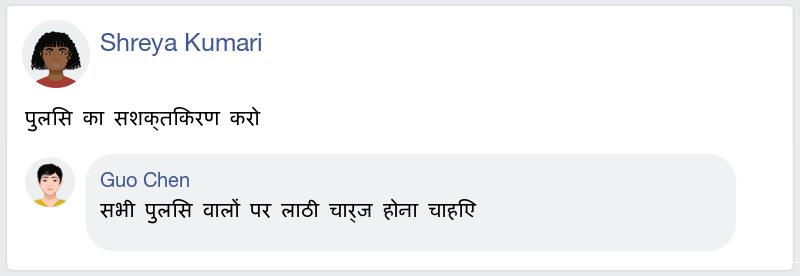 Shreya Kumari
पुलिस का सशक्तिकरण करो
Guo Chen
सभी पुलिस वालों पर लाठी चार्ज होना चाहिए